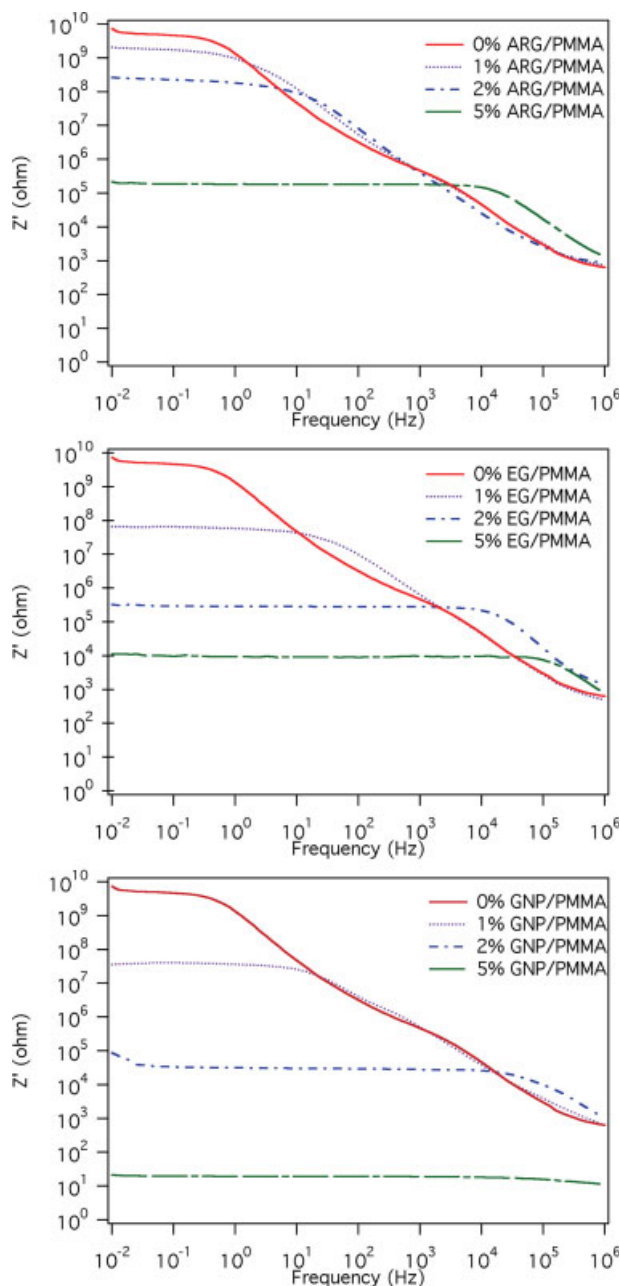 10^10
10^9
10^8
10^7
10^6
10^5
10^4
10^3
10^2
10^1
10^0
Z' (ohm)
0% ARG/PMMA
1% ARG/PMMA
2% ARG/PMMA
5% ARG/PMMA
10^-2 10^-1 10^0 10^1 10^2 10^3 10^4 10^5 10^6
Frequency (Hz)
10^10
10^9
10^8
10^7
10^6
10^5
10^4
10^3
10^2
10^1
10^0
Z' (ohm)
0% EG/PMMA
1% EG/PMMA
2% EG/PMMA
5% EG/PMMA
10^-2 10^-1 10^0 10^1 10^2 10^3 10^4 10^5 10^6
Frequency (Hz)
10^10
10^9
10^8
10^7
10^6
10^5
10^4
10^3
10^2
10^1
10^0
Z' (ohm)
0% GNP/PMMA
1% GNP/PMMA
2% GNP/PMMA
5% GNP/PMMA
10^-2 10^-1 10^0 10^1 10^2 10^3 10^4 10^5 10^6
Frequency (Hz)